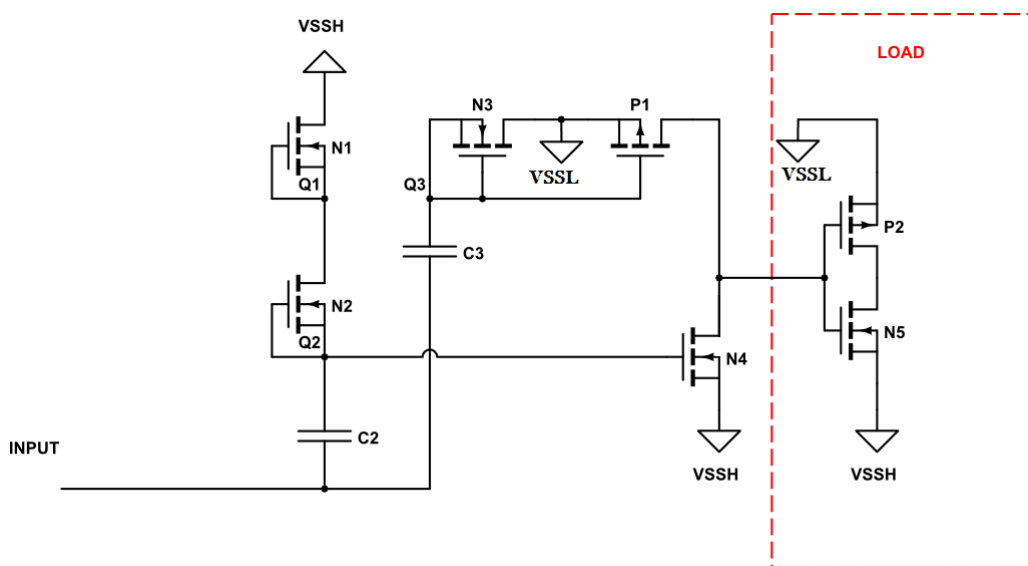 VSSH
LOAD
N3
P1
N1
VSSL
Q1
Q3
VSSL
P2
C3
N2
Q2
N5
N4
C2
INPUT
VSSH
VSSH